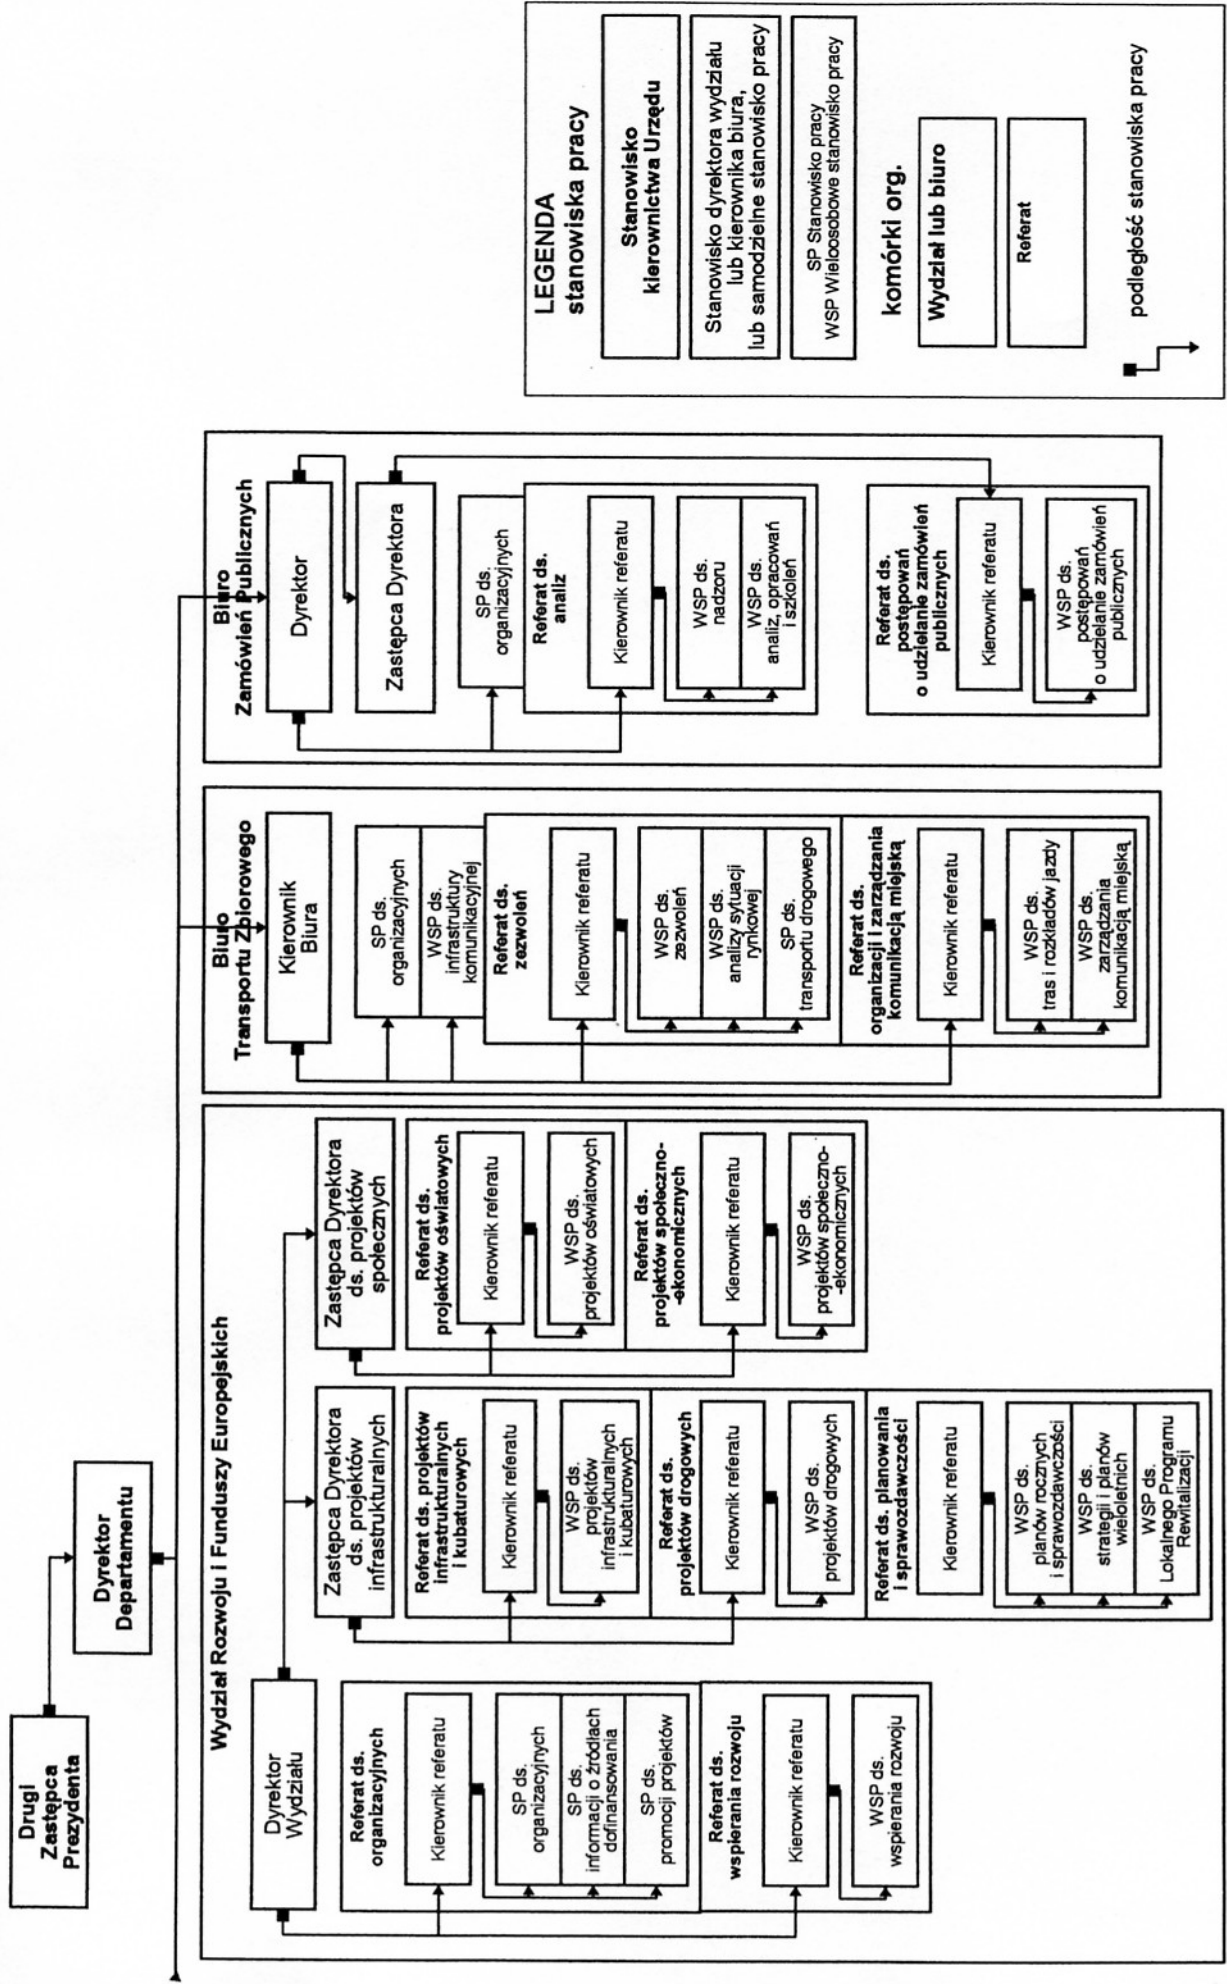 Drugi
Zastępca
Prezydenta
Dyrektor
Departamentu
Wydział Rozwoju i Funduszy Europejskich
Dyrektor
Wydziału
Referat ds.
organizacyjnych
Kierownik referatu
SP ds.
organizacyjnych
SP ds.
informacji o źródłach
dofinansowania
SP ds.
promocji projektów
Referat ds.
wspierania rozwoju
Kierownik referatu
WSP ds.
wspierania rozwoju
Zastępca Dyrektora
ds. projektów
infrastrukturalnych
Referat ds. projektów
infrastrukturalnych
i kubaturowych
Kierownik referatu
WSP ds.
projektów
infrastrukturalnych
i kubaturowych
Referat ds.
projektów drogowych
Kierownik referatu
WSP ds.
projektów drogowych
Referat ds. planowania
i sprawozdawczości
Kierownik referatu
WSP ds.
planów rocznych
i sprawozdawczości
WSP ds.
strategii i planów
wieloletnich
WSP ds.
Lokalnego Programu
Rewitalizacji
Zastępca Dyrektora
ds. projektów
społecznych
Referat ds.
projektów oświatowych
Kierownik referatu
WSP ds.
projektów oświatowych
Referat ds.
projektów społeczno-
-ekonomicznych
Kierownik referatu
WSP ds.
projektów społeczno-
-ekonomicznych
Biuro
Transportu Zbiorowego
Kierownik
Biura
SP ds.
organizacyjnych
WSP ds.
infrastruktury
komunikacyjnej
Referat ds.
zezwoleń
Kierownik referatu
WSP ds.
zezwoleń
WSP ds.
analizy sytuacji
rynkowej
SP ds.
transportu drogowego
Referat ds.
organizacji i zarządzania
komunikacją miejską
Kierownik referatu
WSP ds.
tras i rozkładów jazdy
WSP ds.
zarządzania
komunikacją miejską
Biuro
Zamówień Publicznych
Dyrektor
Zastępca Dyrektora
SP ds.
organizacyjnych
Referat ds.
analiz
Kierownik referatu
WSP ds.
nadzoru
WSP ds.
analiz, opracowań
i szkoleń
Referat ds.
postępowań
o udzielanie zamówień
publicznych
Kierownik referatu
WSP ds.
postępowań
o udzielanie zamówień
publicznych
LEGENDA
stanowiska pracy
Stanowisko
kierownictwa Urzędu
Stanowisko dyrektora wydziału
lub kierownika biura,
lub samodzielne stanowisko pracy
SP Stanowisko pracy
WSP Wieloosobowe stanowisko pracy
komórki org.
Wydział lub biuro
Referat
podległość stanowiska pracy